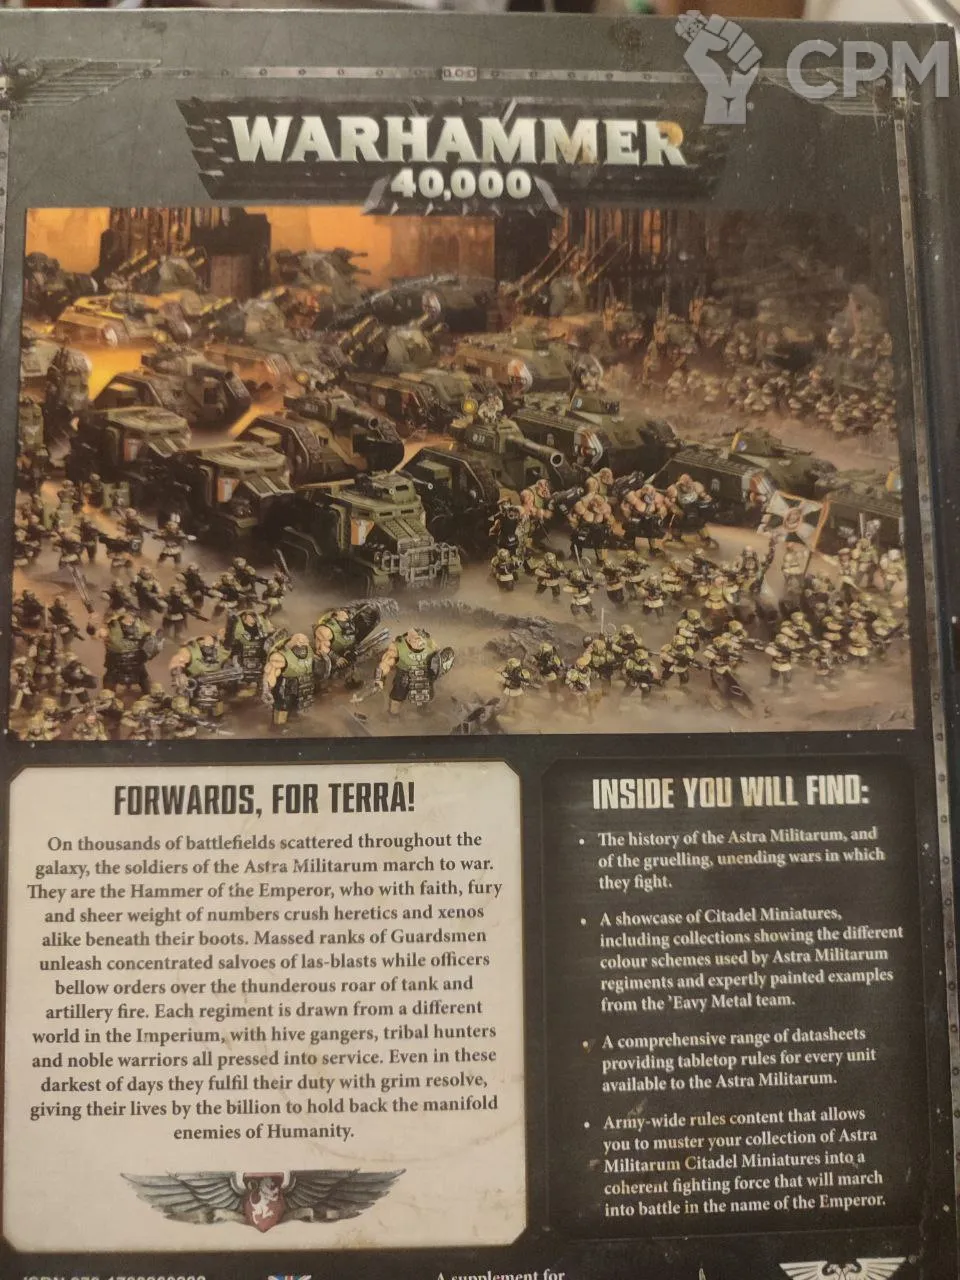 CPM
WARHAMMER
40,000
FORWARDS, FOR TERRA!
On thousands of battlefields scattered throughout the
galaxy, the soldiers of the Astra Militarum march to war.
They are the Hammer of the Emperor, who with faith, fury
and sheer weight of numbers crush heretics and xenos
alike beneath their boots. Massed ranks of Guardsmen
unleash concentrated salvoes of las-blasts while officers
bellow orders over the thunderous roar of tank and
artillery fire. Each regiment is drawn from a different
world in the Imperium, with hive gangers, tribal hunters
and noble warriors all pressed into service. Even in these
darkest of days they fulfil their duty with grim resolve,
giving their lives by the billion to hold back the manifold
enemies of Humanity.
INSIDE YOU WILL FIND:
• The history of the Astra Militarum, and
of the gruelling, unending wars in which
they fight.
• A showcase of Citadel Miniatures,
including collections showing the different
colour schemes used by Astra Militarum
regiments and expertly painted examples
from the 'Eavy Metal team.
• A comprehensive range of datasheets
providing tabletop rules for every unit
available to the Astra Militarum.
• Army-wide rules content that allows
you to muster your collection of Astra
Militarum Citadel Miniatures into a
coherent fighting force that will march
into battle in the name of the Emperor.
A supplement for